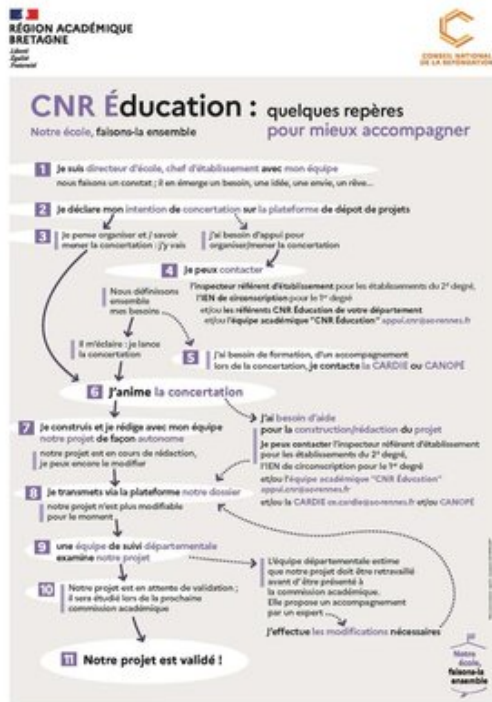 RÉGION ACADÉMIQUE
BRETAGNE
Liberté
Égalité
Fraternité
CONSEIL NATIONAL
DE LA REFONDATION
CNR Éducation : quelques repères
Notre école, faisons-la ensemble
pour mieux accompagner
1 Je suis directeur d'école, chef d'établissement avec mon équipe
nous faisons un constat ; il en émerge un besoin, une idée, une envie, un rêve...
2 Je déclare mon intention de concertation sur la plateforme de dépot de projets
3 Je pense organiser et / savoir
mener la concertation : j'y vais
j'ai besoin d'appui pour
organiser/mener la concertation
4 Je peux contacter
l'inspecteur référent d'établissement pour les établissements du 2ᵈ degré,
l'IEN de circonscription pour le 1ᵉʳ degré
et/ou les référents CNR Éducation de votre département
et/ou l'équipe académique "CNR Éducation" appui.cnr@ac-rennes.fr
Nous définissons
ensemble
mes besoins
Il m'éclaire : je lance
la concertation
5 J'ai besoin de formation, d'un accompagnement
lors de la concertation, je contacte la CARDIE ou CANOPÉ
6 J'anime la concertation
7 Je construis et je rédige avec mon équipe
notre projet de façon autonome
notre projet est en cours de rédaction,
je peux encore le modifier
J'ai besoin d'aide
pour la construction/rédaction du projet
Je peux contacter l'inspecteur référent d'établissement
pour les établissements du 2ᵈ degré,
l'IEN de circonscription pour le 1ᵉʳ degré
et/ou l'équipe académique "CNR Éducation"
appui.cnr@ac-rennes.fr
et/ou la CARDIE ce.cardie@ac-rennes.fr et/ou CANOPÉ
8 Je transmets via la plateforme notre dossier
notre projet n'est plus modifiable
pour le moment
9 une équipe de suivi départementale
examine notre projet
10 Notre projet est en attente de validation ;
il sera étudié lors de la prochaine
commission académique
L'équipe départementale estime
que notre projet doit être retravaillé
avant d'être présenté à
la commission académique.
Elle propose un accompagnement
par un expert
J'effectue les modifications nécessaires
11 Notre projet est validé !
Notre
école,
faisons-la
ensemble